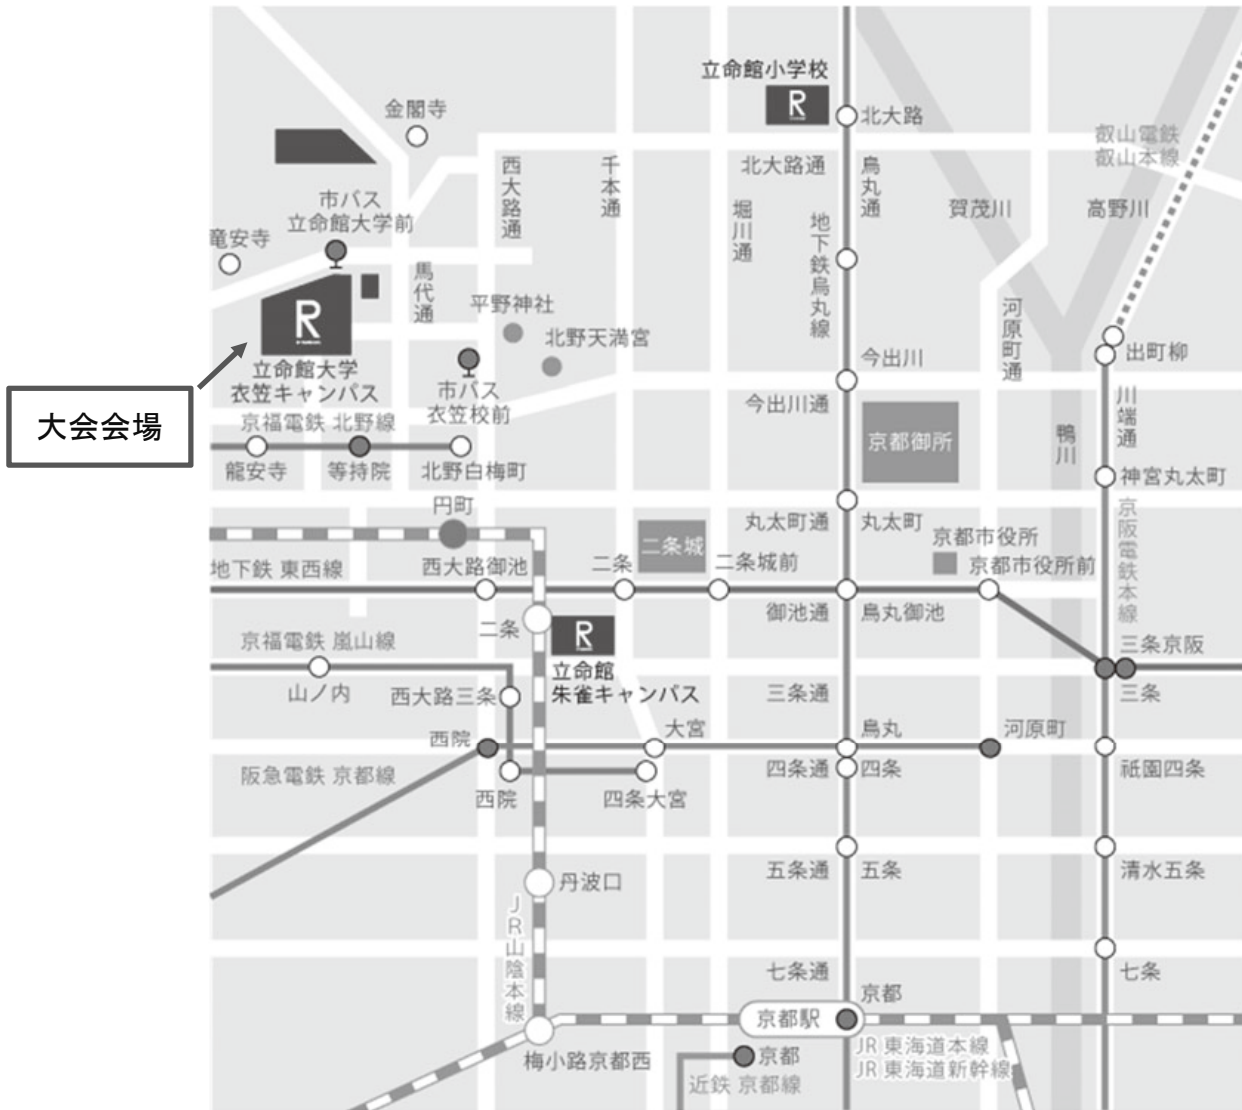 立命館小学校
R
北大路
金閣寺
叡山電鉄
叡山本線
北大路通
烏丸通
西大路通
千本通
堀川通
賀茂川
高野川
市バス
立命館大学前
竜安寺
地下鉄烏丸線
馬代通
平野神社
北野天満宮
河原町通
R
今出川
出町柳
立命館大学
衣笠キャンパス
市バス
衣笠校前
今出川通
川端通
大会会場
京福電鉄 北野線
京都御所
鴨川
龍安寺
等持院
北野白梅町
神宮丸太町
円町
丸太町通
丸太町
京都市役所
京阪電鉄本線
二条城
地下鉄 東西線
西大路御池
二条
二条城前
京都市役所前
御池通
烏丸御池
二条
R
京福電鉄 嵐山線
三条京阪
立命館
朱雀キャンパス
山ノ内
西大路三条
三条通
三条
西院
大宮
烏丸
河原町
阪急電鉄 京都線
西院
四条大宮
四条通
四条
祇園四条
五条通
五条
清水五条
丹波口
JR山陰本線
七条通
七条
京都
京都駅
梅小路京都西
京都
JR 東海道本線
JR 東海道新幹線
近鉄 京都線